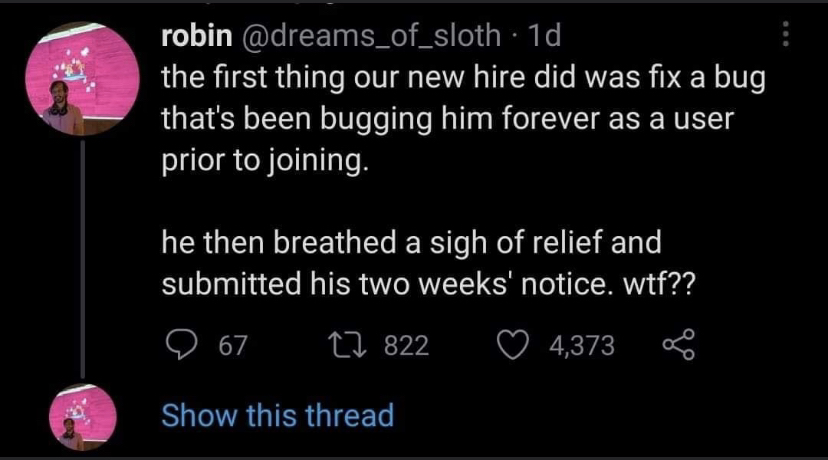 robin @dreams_of_sloth · 1d
the first thing our new hire did was fix a bug
that's been bugging him forever as a user
prior to joining.
he then breathed a sigh of relief and
submitted his two weeks' notice. wtf??
67 822 4,373
Show this thread